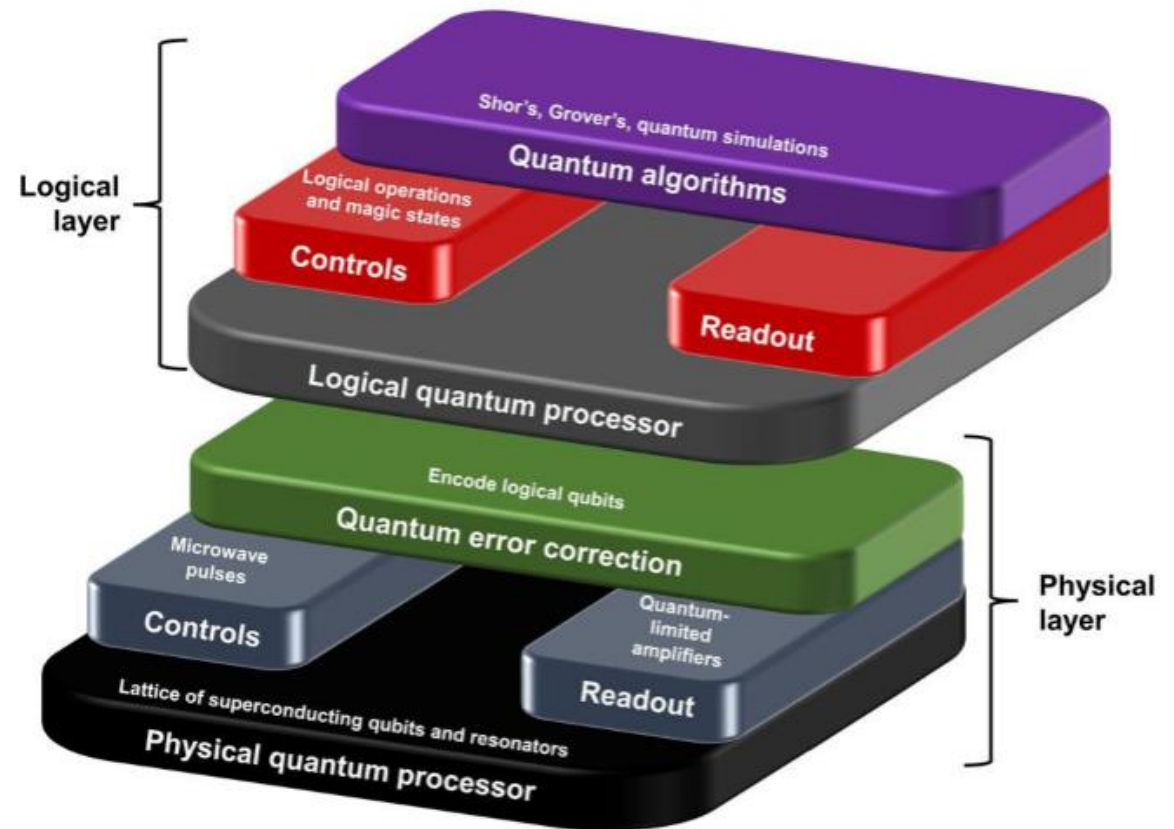 Shor's, Grover's, quantum simulations
Quantum algorithms
Logical
layer
Logical operations
and magic states
Controls
Readout
Logical quantum processor
Encode logical qubits
Quantum error correction
Microwave
pulses
Controls
Quantum-
limited
amplifiers
Readout
Physical
layer
Lattice of superconducting qubits and resonators
Physical quantum processor